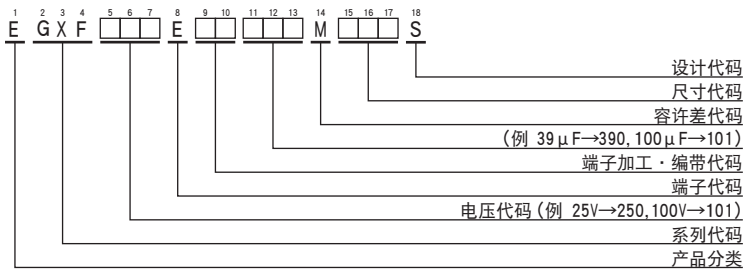 1 2 3 4 5 6 7 8 9 10 11 12 13 14 15 16 17 18
E GXF □□□ E □□ □□□ M □□□ S
设计代码
尺寸代码
容许差代码
(例 39μF→390,100μF→101)
端子加工・编带代码
端子代码
电压代码(例 25V→250,100V→101)
系列代码
产品分类